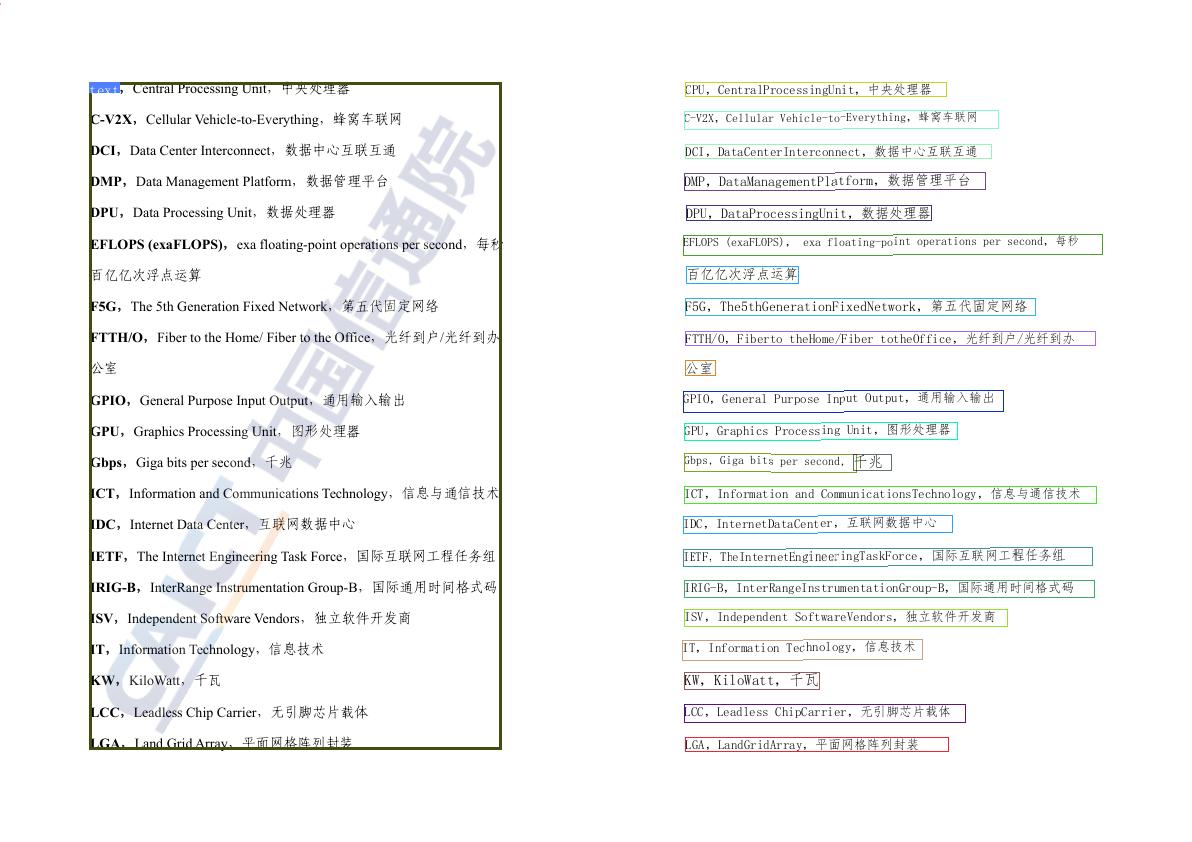 text，Central Processing Unit，中央处理器
C-V2X，Cellular Vehicle-to-Everything，蜂窝车联网
DCI，Data Center Interconnect，数据中心互联互通
DMP，Data Management Platform，数据管理平台
DPU，Data Processing Unit，数据处理器
EFLOPS (exaFLOPS)，exa floating-point operations per second，每秒
百亿亿次浮点运算
F5G，The 5th Generation Fixed Network，第五代固定网络
FTTH/O，Fiber to the Home/ Fiber to the Office，光纤到户/光纤到办
公室
GPIO，General Purpose Input Output，通用输入输出
GPU，Graphics Processing Unit，图形处理器
Gbps，Giga bits per second，千兆
ICT，Information and Communications Technology，信息与通信技术
IDC，Internet Data Center，互联网数据中心
IETF，The Internet Engineering Task Force，国际互联网工程任务组
IRIG-B，InterRange Instrumentation Group-B，国际通用时间格式码
ISV，Independent Software Vendors，独立软件开发商
IT，Information Technology，信息技术
KW，KiloWatt，千瓦
LCC，Leadless Chip Carrier，无引脚芯片载体
LGA，Land Grid Array，平面网格阵列封装
CAICT 中国信通院
CPU，CentralProcessingUnit，中央处理器
C-V2X，Cellular Vehicle-to-Everything，蜂窝车联网
DCI，DataCenterInterconnect，数据中心互联互通
DMP，DataManagementPlatform，数据管理平台
DPU，DataProcessingUnit，数据处理器
EFLOPS (exaFLOPS)， exa floating-point operations per second，每秒
百亿亿次浮点运算
F5G，The5thGenerationFixedNetwork，第五代固定网络
FTTH/O，Fiberto theHome/Fiber totheOffice，光纤到户/光纤到办
公室
GPIO，General Purpose Input Output，通用输入输出
GPU，Graphics Processing Unit，图形处理器
Gbps，Giga bits per second，千兆
ICT，Information and CommunicationsTechnology，信息与通信技术
IDC，InternetDataCenter，互联网数据中心
IETF，TheInternetEngineeringTaskForce，国际互联网工程任务组
IRIG-B，InterRangeInstrumentationGroup-B，国际通用时间格式码
ISV，Independent SoftwareVendors，独立软件开发商
IT，Information Technology，信息技术
KW，KiloWatt，千瓦
LCC，Leadless ChipCarrier，无引脚芯片载体
LGA，LandGridArray，平面网格阵列封装